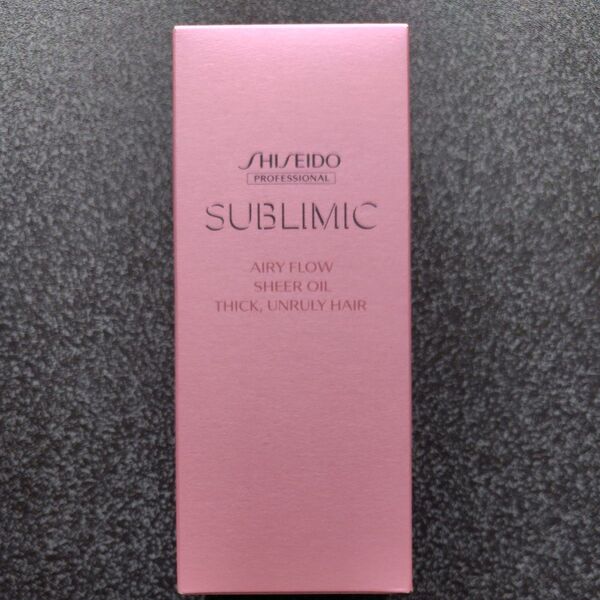 SHISEIDO
PROFESSIONAL
SUBLIMIC
AIRY FLOW
SHEER OIL
THICK, UNRULY HAIR